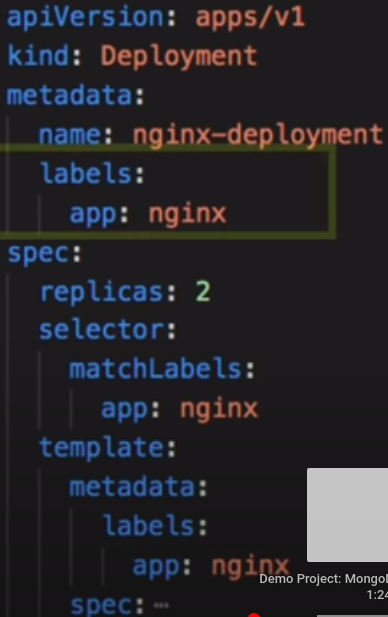 apiVersion: apps/v1
kind: Deployment
metadata:
  name: nginx-deployment
  labels:
    app: nginx
spec:
  replicas: 2
  selector:
    matchLabels:
      app: nginx
  template:
    metadata:
      labels:
        app: nginx
    spec:⋯
Demo Project: Mongo
1:24